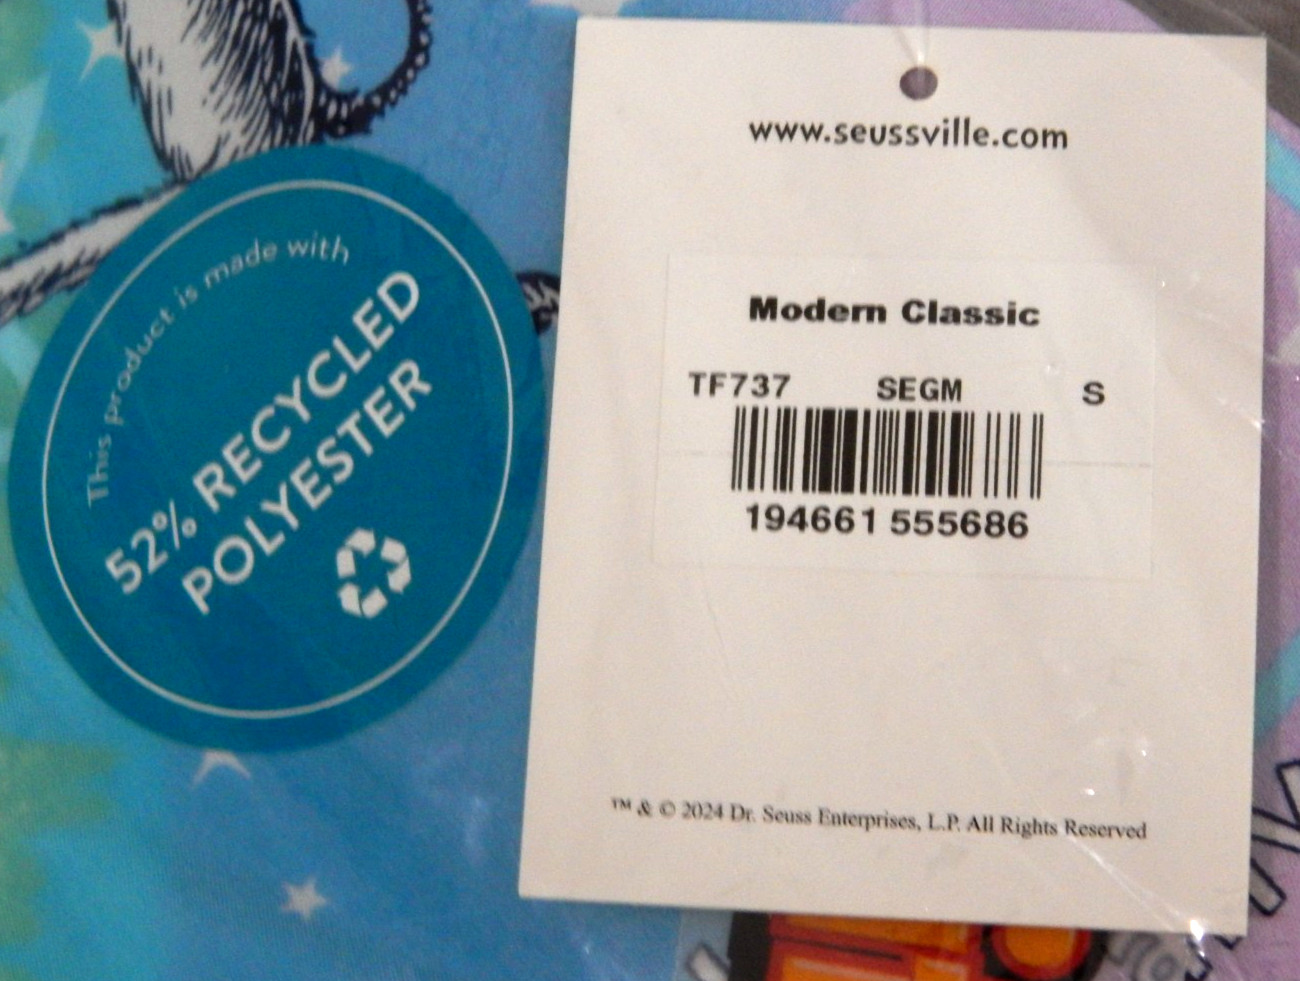 This product is made with
52% RECYCLED
POLYESTER
www.seussville.com
Modern Classic
TF737 SEGM S
194661 555686
™ & © 2024 Dr. Seuss Enterprises, L.P. All Rights Reserved